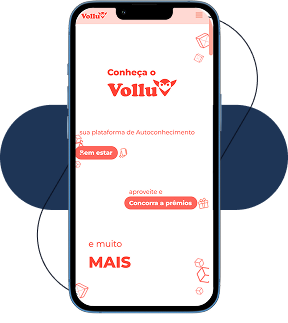 Vollu
Conheça o
Vollu
sua plataforma de Autoconhecimento
Bem estar
aproveite e
Concorra a prêmios
e muito
MAIS